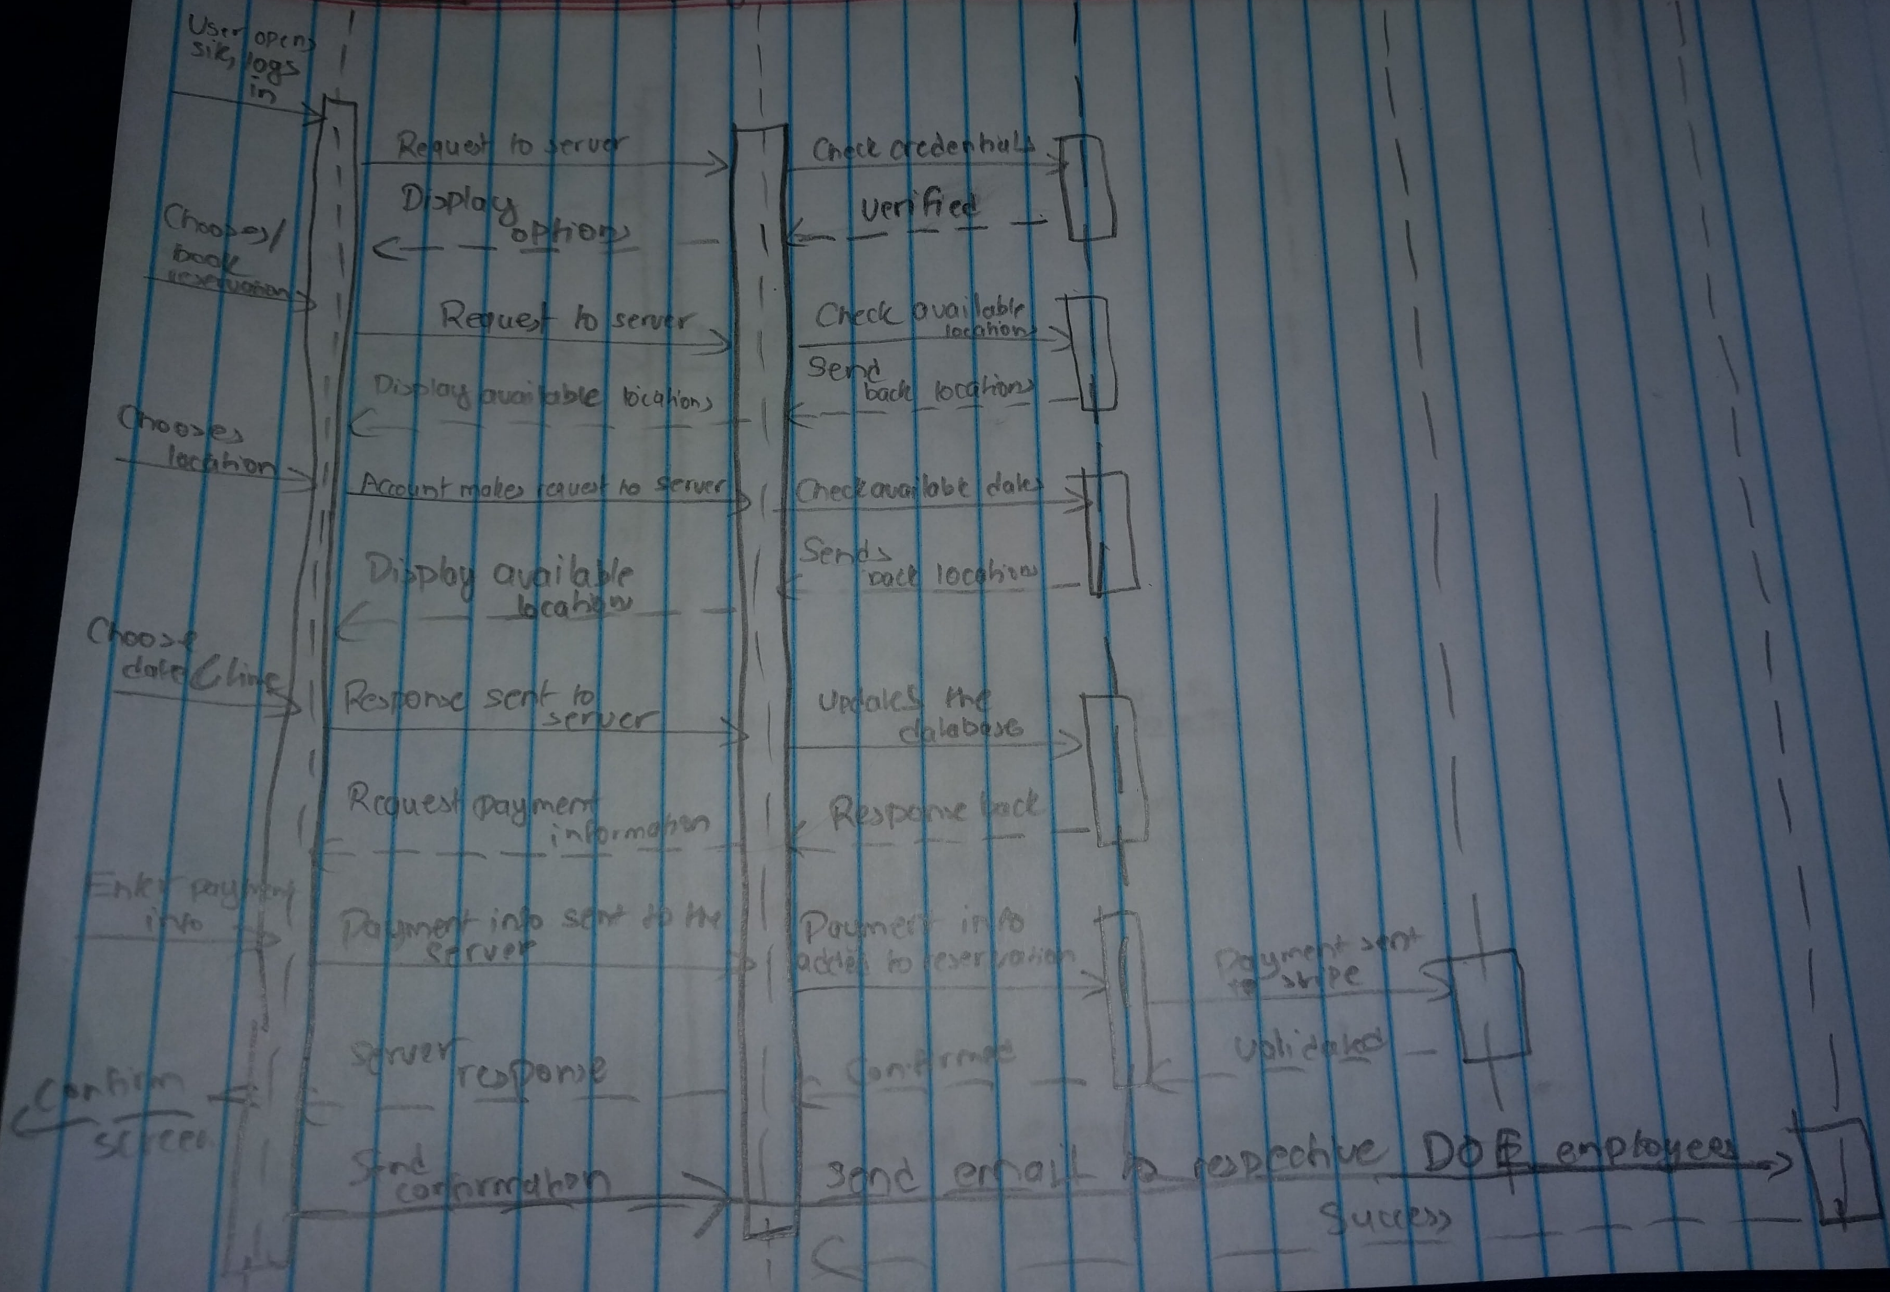 User opens
site, logs
in
Request to server
Check credentials
Display
options
Verified
Chooses/
book
reservation
Request to server
Check available
locations
Send
back locations
Display available locations
Chooses
location
Account makes request to server
Check available dates
Sends
back locations
Display available
locations
Choose
date/time
Response sent to
server
Updates the
database
Request payment
information
Response back
Enter payment
info
Payment info sent to the
server
Payment info
added to reservation
Payment sent
to stripe
Server
response
Confirmed
Validated
Confirm
screen
Send
confirmation
Send email to respective DOE employees
Success